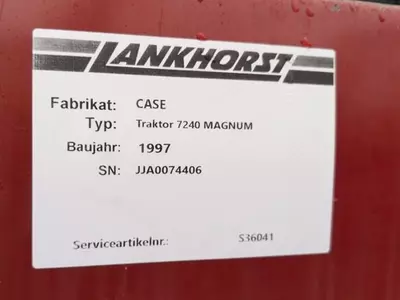 LANKHORST
Fabrikat: CASE
Typ: Traktor 7240 MAGNUM
Baujahr: 1997
SN: JJA0074406
Serviceartikelnr.: S36041